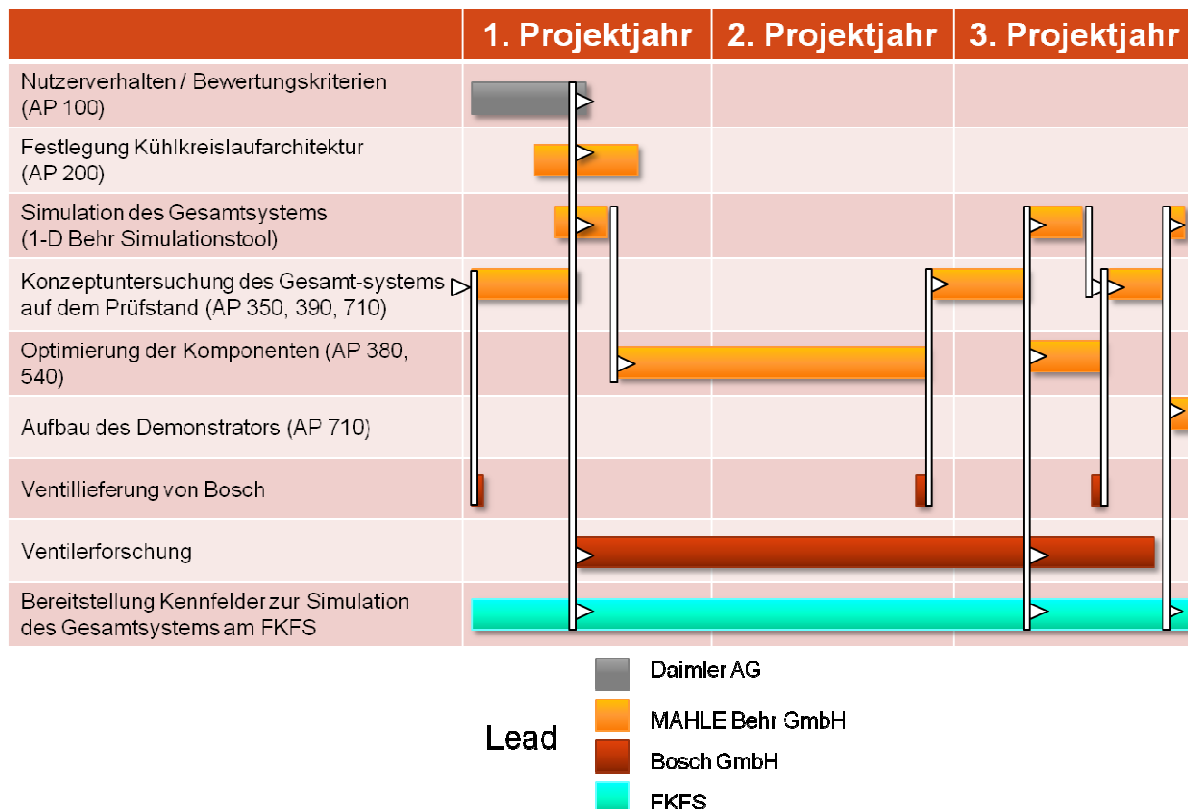 1. Projektjahr 2. Projektjahr 3. Projektjahr
Nutzerverhalten / Bewertungskriterien
(AP 100)
Festlegung Kühlkreislaufarchitektur
(AP 200)
Simulation des Gesamtsystems
(1-D Behr Simulationstool)
Konzeptuntersuchung des Gesamt-systems
auf dem Prüfstand (AP 350, 390, 710)
Optimierung der Komponenten (AP 380,
540)
Aufbau des Demonstrators (AP 710)
Ventillieferung von Bosch
Ventilerforschung
Bereitstellung Kennfelder zur Simulation
des Gesamtsystems am FKFS
Lead
Daimler AG
MAHLE Behr GmbH
Bosch GmbH
FKFS